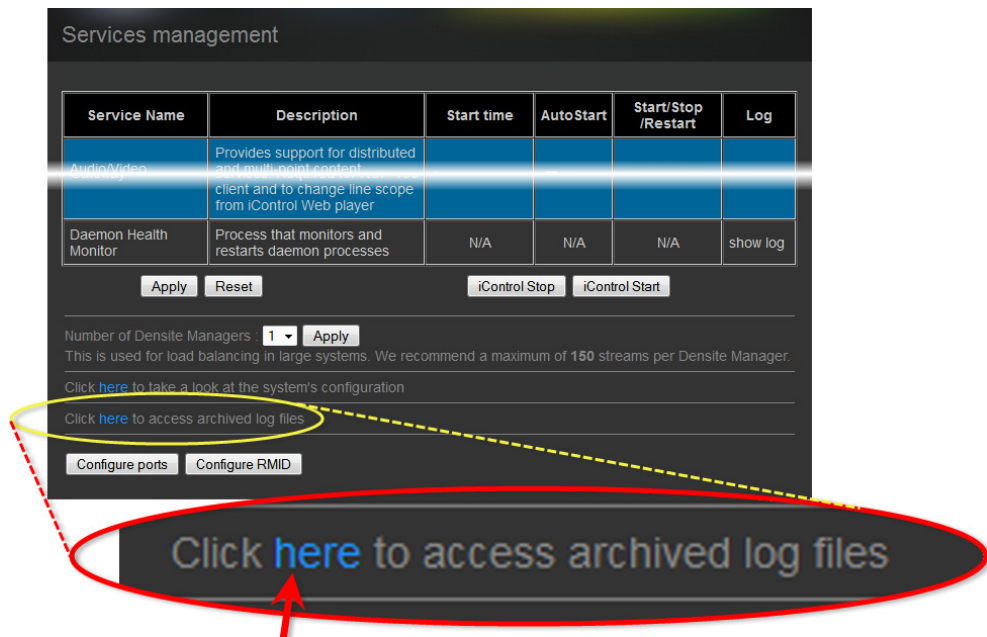 Services management
Service Name Description Start time AutoStart Start/Stop /Restart Log
Audio/Video
Provides support for distributed
and multi-point content
client and to change line scope
from iControl Web player
Daemon Health Monitor
Process that monitors and restarts daemon processes
N/A N/A N/A show log
Apply Reset iControl Stop iControl Start
Number of Densite Managers : 1 Apply
This is used for load balancing in large systems. We recommend a maximum of 150 streams per Densite Manager.
Click here to take a look at the system's configuration
Click here to access archived log files
Configure ports Configure RMID
Click here to access archived log files